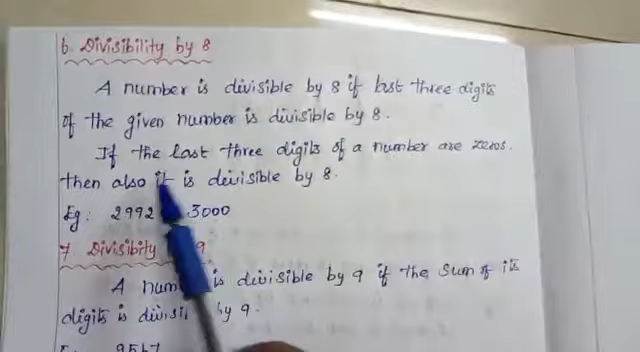 6. Divisibility by 8
A number is divisible by 8 if last three digits
of the given number is divisible by 8.
If the last three digits of a number are zeros.
then also it is divisible by 8.
Eg: 2992 3000
7 Divisibility 9
A num is divisible by 9 if the sum of its
digits is by 9.
9567